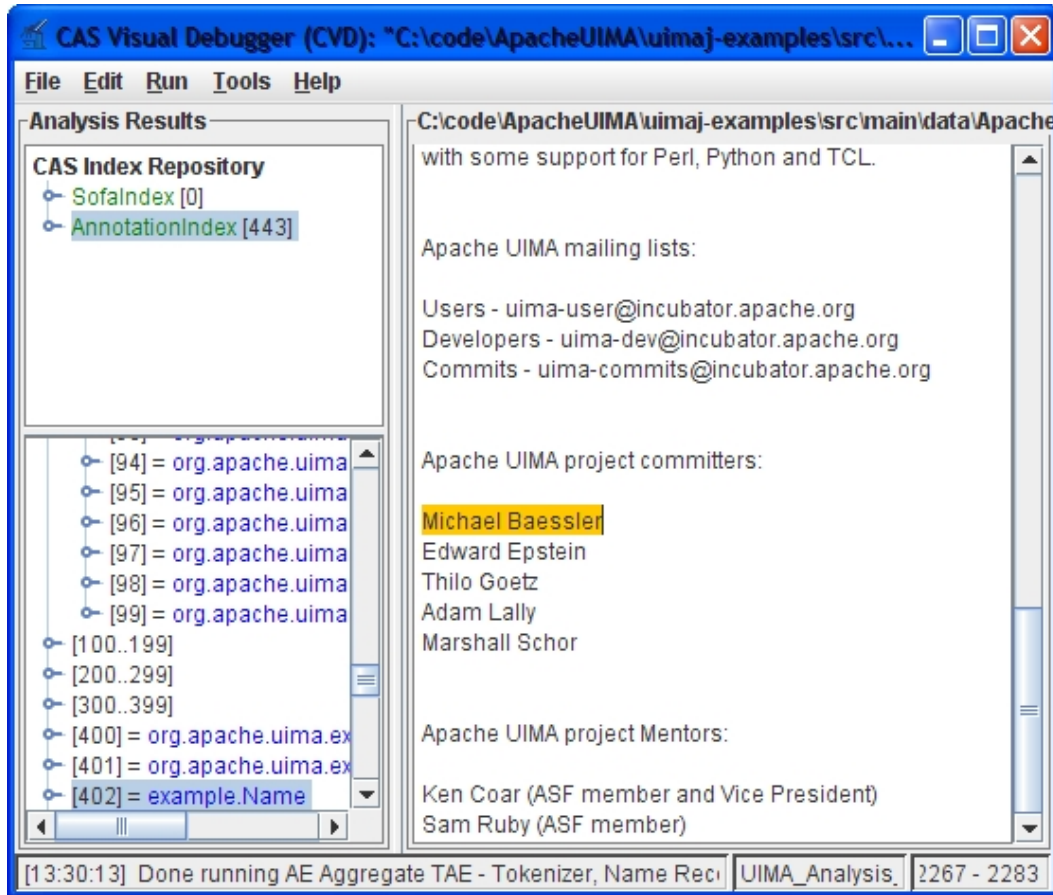 CAS Visual Debugger (CVD): "C:\code\ApacheUIMA\uimaj-examples\src\...
File Edit Run Tools Help
Analysis Results
CAS Index Repository
SofaIndex [0]
AnnotationIndex [443]
[94] = org.apache.uima
[95] = org.apache.uima
[96] = org.apache.uima
[97] = org.apache.uima
[98] = org.apache.uima
[99] = org.apache.uima
[100..199]
[200..299]
[300..399]
[400] = org.apache.uima.ex
[401] = org.apache.uima.ex
[402] = example.Name
C:\code\ApacheUIMA\uimaj-examples\src\main\data\Apache
with some support for Perl, Python and TCL.
Apache UIMA mailing lists:
Users - uima-user@incubator.apache.org
Developers - uima-dev@incubator.apache.org
Commits - uima-commits@incubator.apache.org
Apache UIMA project committers:
Michael Baessler
Edward Epstein
Thilo Goetz
Adam Lally
Marshall Schor
Apache UIMA project Mentors:
Ken Coar (ASF member and Vice President)
Sam Ruby (ASF member)
[13:30:13] Done running AE Aggregate TAE - Tokenizer, Name Rec
UIMA_Analysis_
2267 - 2283